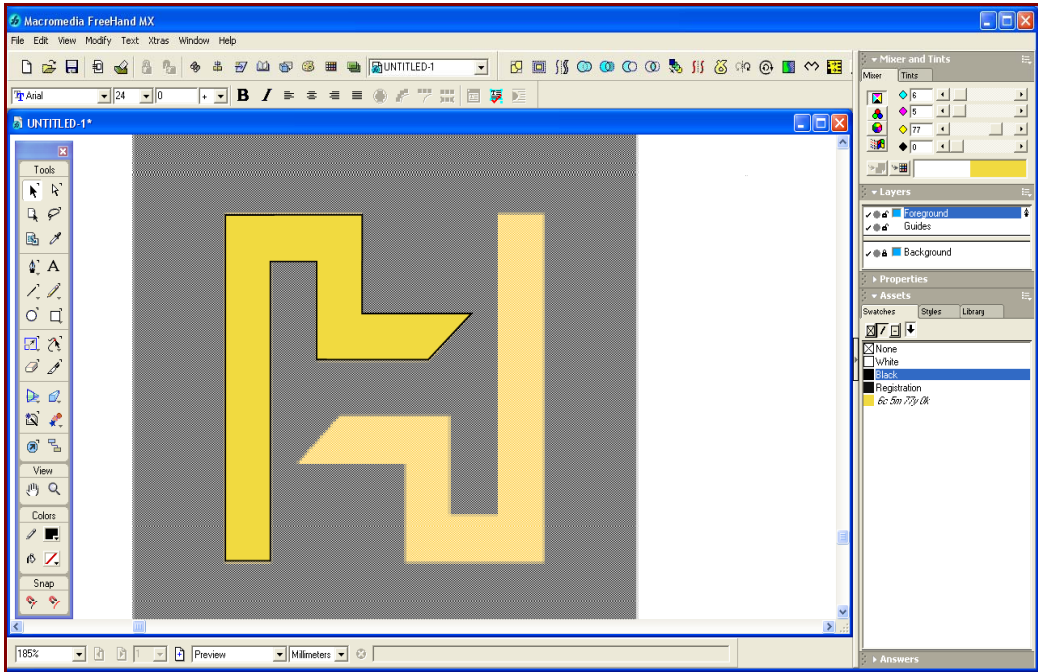 Macromedia FreeHand MX
File Edit View Modify Text Xtras Window Help
UNTITLED-1
Arial 24 0 + B I
UNTITLED-1*
Tools
A
View
Colors
Snap
185% 1 Preview Millimeters
Mixer and Tints
Mixer Tints
6
5
77
0
Layers
Foreground
Guides
Background
Properties
Assets
Swatches Styles Library
None
White
Black
Registration
6c 5m 77y 0k
Answers